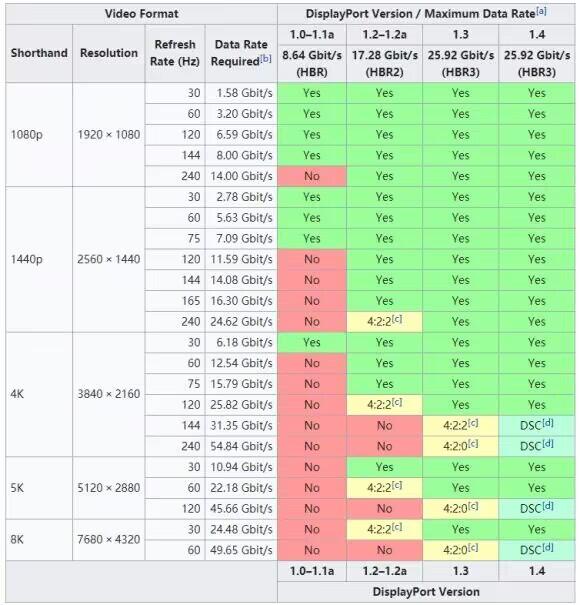 Video Format DisplayPort Version / Maximum Data Rate[a]
Shorthand Resolution Refresh Rate (Hz) Data Rate Required[b] 1.0–1.1a 1.2–1.2a 1.3 1.4
8.64 Gbit/s (HBR) 17.28 Gbit/s (HBR2) 25.92 Gbit/s (HBR3) 25.92 Gbit/s (HBR3)
1080p 1920 × 1080 30 1.58 Gbit/s Yes Yes Yes Yes
60 3.20 Gbit/s Yes Yes Yes Yes
120 6.59 Gbit/s Yes Yes Yes Yes
144 8.00 Gbit/s Yes Yes Yes Yes
240 14.00 Gbit/s No Yes Yes Yes
1440p 2560 × 1440 30 2.78 Gbit/s Yes Yes Yes Yes
60 5.63 Gbit/s Yes Yes Yes Yes
75 7.09 Gbit/s Yes Yes Yes Yes
120 11.59 Gbit/s No Yes Yes Yes
144 14.08 Gbit/s No Yes Yes Yes
165 16.30 Gbit/s No Yes Yes Yes
240 24.62 Gbit/s No 4:2:2[c] Yes Yes
4K 3840 × 2160 30 6.18 Gbit/s Yes Yes Yes Yes
60 12.54 Gbit/s No Yes Yes Yes
75 15.79 Gbit/s No Yes Yes Yes
120 25.82 Gbit/s No 4:2:2[c] Yes Yes
144 31.35 Gbit/s No No 4:2:2[c] DSC[d]
240 54.84 Gbit/s No No 4:2:0[c] DSC[d]
5K 5120 × 2880 30 10.94 Gbit/s No Yes Yes Yes
60 22.18 Gbit/s No 4:2:2[c] Yes Yes
120 45.66 Gbit/s No No 4:2:0[c] DSC[d]
8K 7680 × 4320 30 24.48 Gbit/s No 4:2:2[c] Yes Yes
60 49.65 Gbit/s No No 4:2:0[c] DSC[d]
1.0–1.1a 1.2–1.2a 1.3 1.4
DisplayPort Version